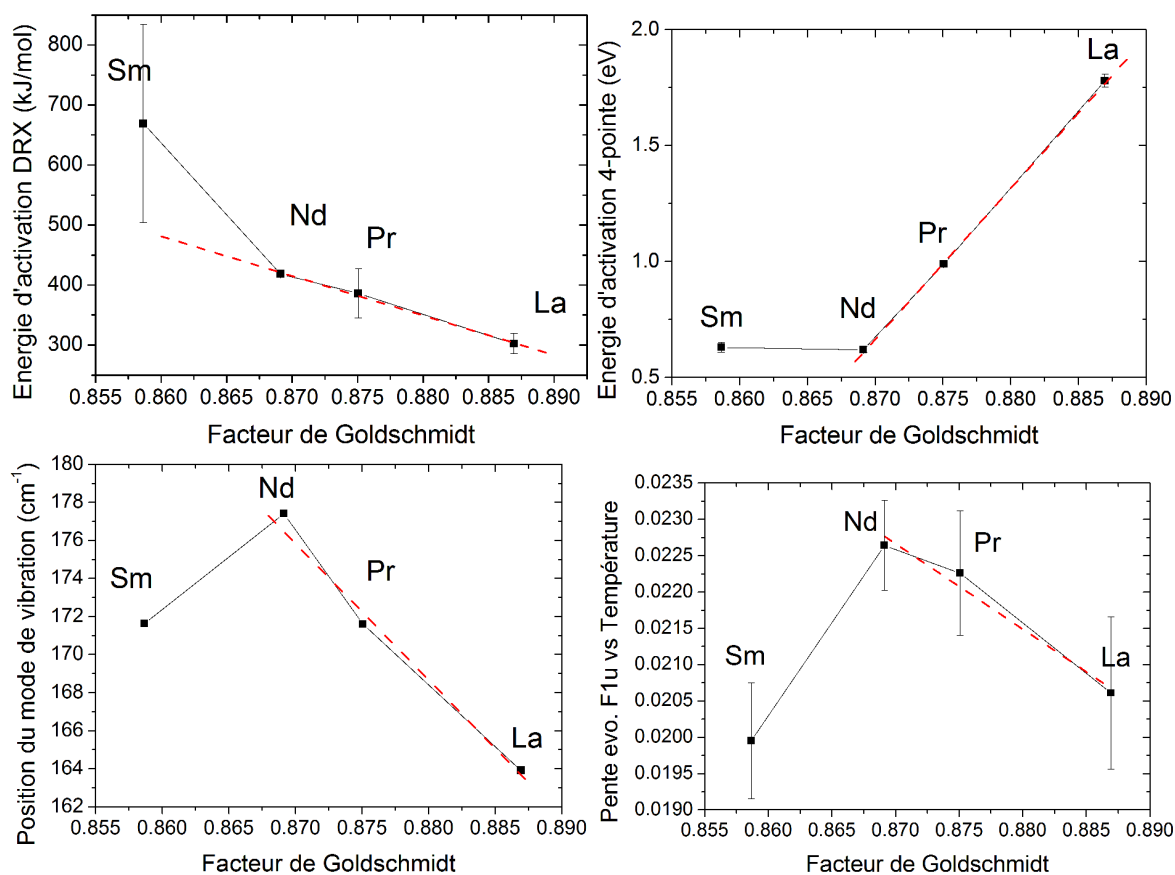 Energie d'activation DRX (kJ/mol)
800
700
600
500
400
300
Sm
Nd
Pr
La
0.855 0.860 0.865 0.870 0.875 0.880 0.885 0.890
Facteur de Goldschmidt
Energie d'activation 4-pointe (eV)
2.0
1.5
1.0
0.5
Sm
Nd
Pr
La
0.855 0.860 0.865 0.870 0.875 0.880 0.885 0.890
Facteur de Goldschmidt
Position du mode de vibration (cm-1)
180
178
176
174
172
170
168
166
164
162
Sm
Nd
Pr
La
0.855 0.860 0.865 0.870 0.875 0.880 0.885 0.890
Facteur de Goldschmidt
Pente evo. F1u vs Température
0.0235
0.0230
0.0225
0.0220
0.0215
0.0210
0.0205
0.0200
0.0195
0.0190
Sm
Nd
Pr
La
0.855 0.860 0.865 0.870 0.875 0.880 0.885 0.890
Facteur de Goldschmidt